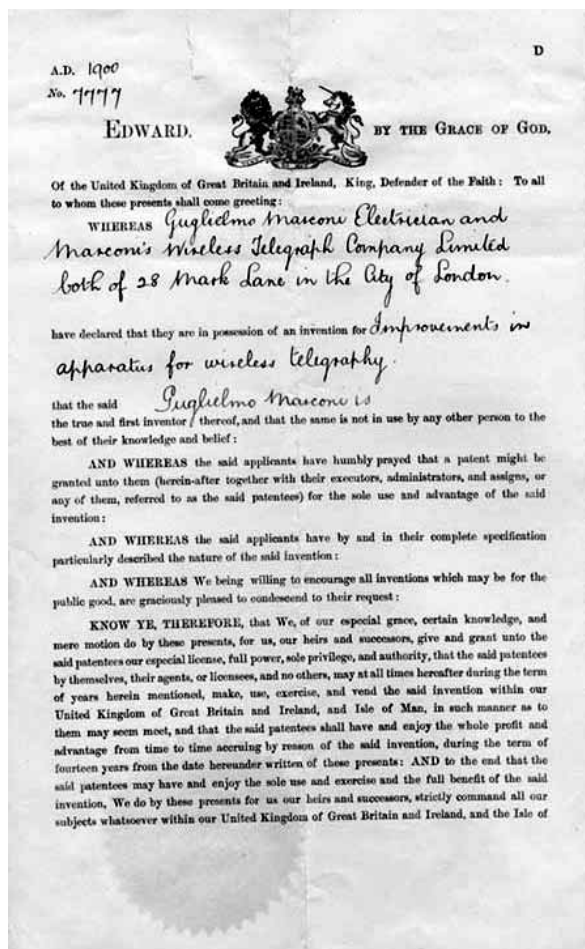 D
A.D. 1900
No. 7777
EDWARD. BY THE GRACE OF GOD,
Of the United Kingdom of Great Britain and Ireland, King, Defender of the Faith: To all
to whom these presents shall come greeting:
WHEREAS Guglielmo Marconi Electrician and
Marconi's Wireless Telegraph Company Limited
both of 28 Mark Lane in the City of London.
have declared that they are in possession of an invention for Improvements in
apparatus for wireless telegraphy.
that the said Guglielmo Marconi is
the true and first inventor thereof, and that the same is not in use by any other person to the
best of their knowledge and belief:
AND WHEREAS the said applicants have humbly prayed that a patent might be
granted unto them (herein-after together with their executors, administrators, and assigns, or
any of them, referred to as the said patentees) for the sole use and advantage of the said
invention:
AND WHEREAS the said applicants have by and in their complete specification
particularly described the nature of the said invention:
AND WHEREAS We being willing to encourage all inventions which may be for the
public good, are graciously pleased to condescend to their request:
KNOW YE, THEREFORE, that We, of our especial grace, certain knowledge, and
mere motion do by these presents, for us, our heirs and successors, give and grant unto the
said patentees our especial license, full power, sole privilege, and authority, that the said patentees
by themselves, their agents, or licensees, and no others, may at all times hereafter during the term
of years herein mentioned, make, use, exercise, and vend the said invention within our
United Kingdom of Great Britain and Ireland, and Isle of Man, in such manner as to
them may seem meet, and that the said patentees shall have and enjoy the whole profit and
advantage from time to time accruing by reason of the said invention, during the term of
fourteen years from the date hereunder written of these presents: AND to the end that the
said patentees may have and enjoy the sole use and exercise and the full benefit of the said
invention, We do by these presents for us our heirs and successors, strictly command all our
subjects whatsoever within our United Kingdom of Great Britain and Ireland, and the Isle of